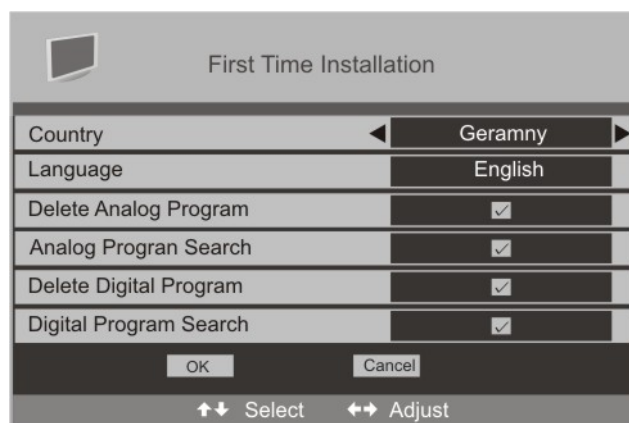 First Time Installation
Country Geramny
Language English
Delete Analog Program
Analog Progran Search
Delete Digital Program
Digital Program Search
OK Cancel
Select Adjust